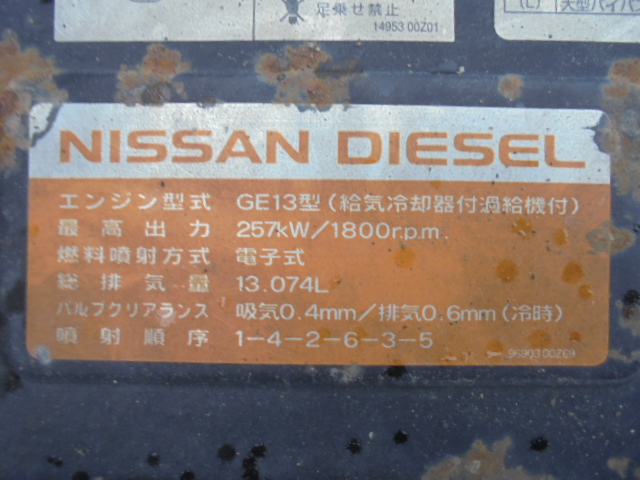 足乗せ禁止
14953 00Z01
(L)
大型バイパ
NISSAN DIESEL
エンジン型式 GE13型(給気冷却器付過給機付)
最高出力 257kW/1800r.p.m.
燃料噴射方式 電子式
総排気量 13.074L
バルブクリアランス 吸気0.4mm/排気0.6mm(冷時)
噴射順序 1-4-2-6-3-5
96903 00Z69